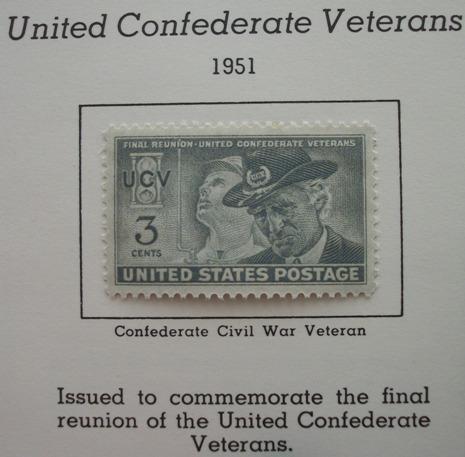 United Confederate Veterans
1951
FINAL REUNION · UNITED CONFEDERATE VETERANS
UCV
UCV
3
CENTS
UNITED STATES POSTAGE
Confederate Civil War Veteran
Issued to commemorate the final
reunion of the United Confederate
Veterans.